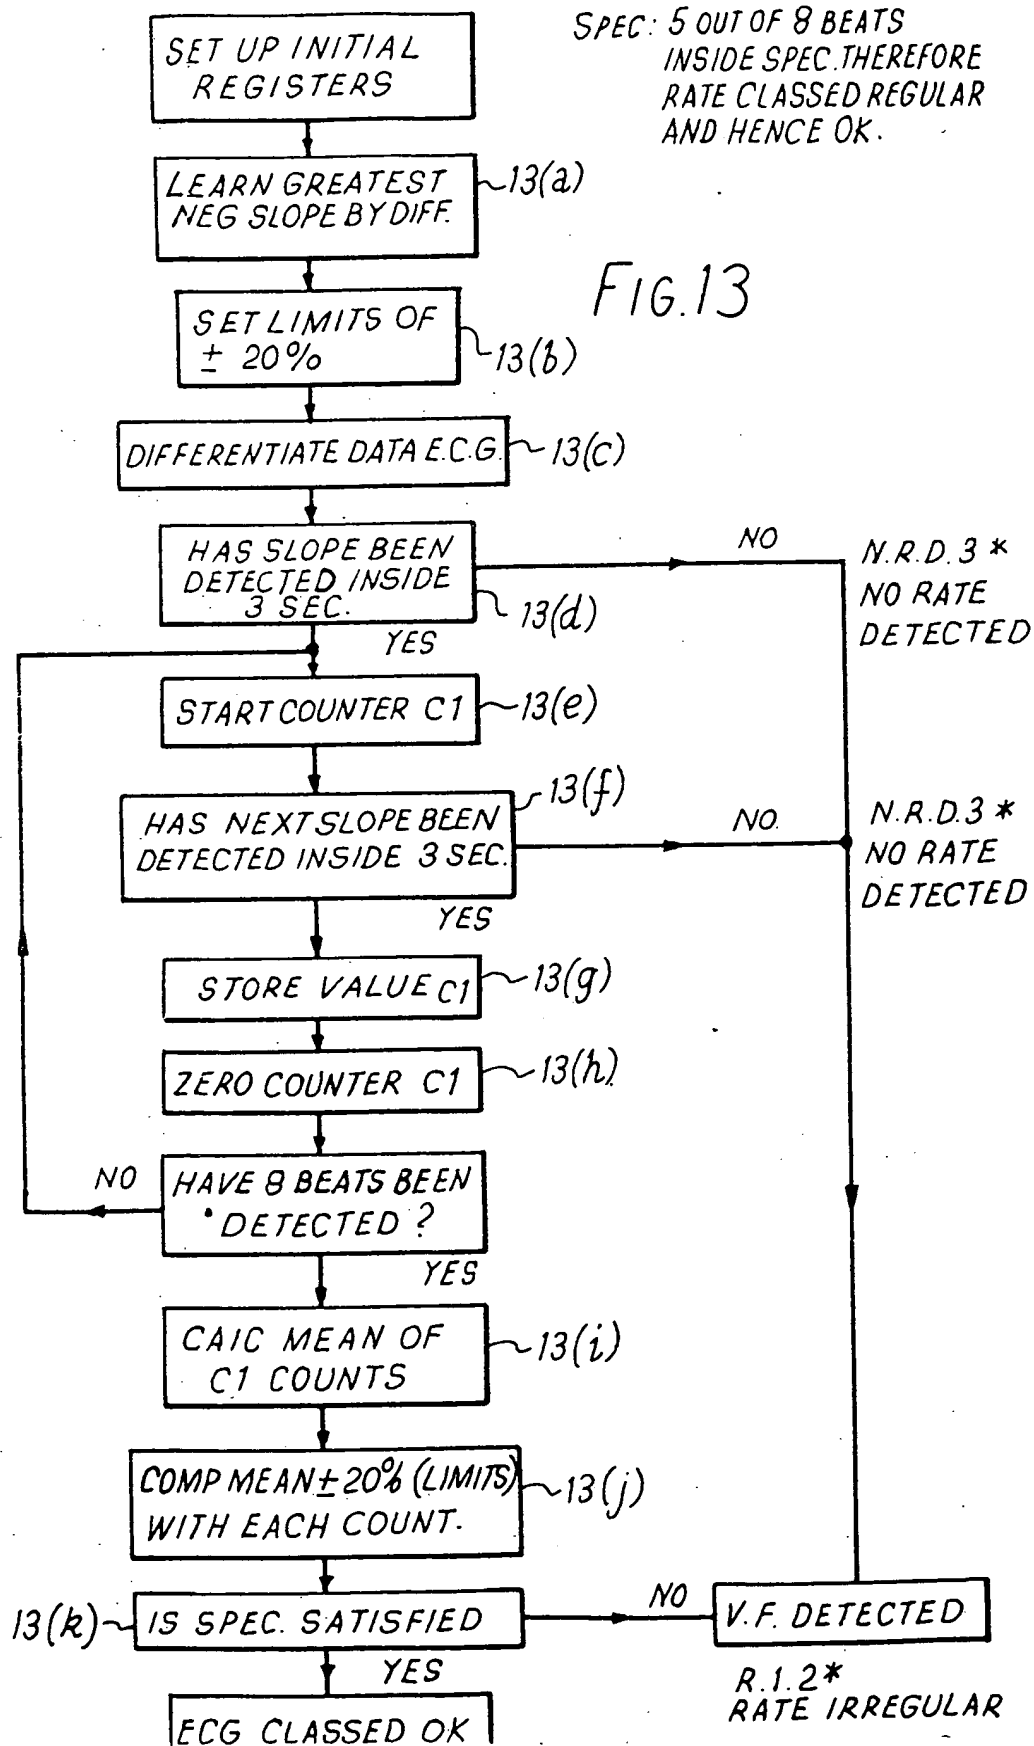 SPEC: 5 OUT OF 8 BEATS
INSIDE SPEC. THEREFORE
RATE CLASSED REGULAR
AND HENCE OK.
SET UP INITIAL
REGISTERS
LEARN GREATEST
NEG SLOPE BY DIFF.
13(a)
FIG. 13
SET LIMITS OF
± 20%
13(b)
DIFFERENTIATE DATA E.C.G.
13(c)
HAS SLOPE BEEN
DETECTED INSIDE
3 SEC.
13(d)
NO
N.R.D. 3 *
NO RATE
DETECTED
YES
START COUNTER C1
13(e)
HAS NEXT SLOPE BEEN
DETECTED INSIDE 3 SEC.
13(f)
NO.
N.R.D. 3 *
NO RATE
DETECTED
YES
STORE VALUE C1
13(g)
ZERO COUNTER C1
13(h)
HAVE 8 BEATS BEEN
DETECTED ?
NO
YES
CAIC MEAN OF
C1 COUNTS
13(i)
COMP MEAN ± 20% (LIMITS)
WITH EACH COUNT.
13(j)
13(k)
IS SPEC. SATISFIED
NO
V.F. DETECTED
R.1.2*
RATE IRREGULAR
YES
ECG CLASSED OK